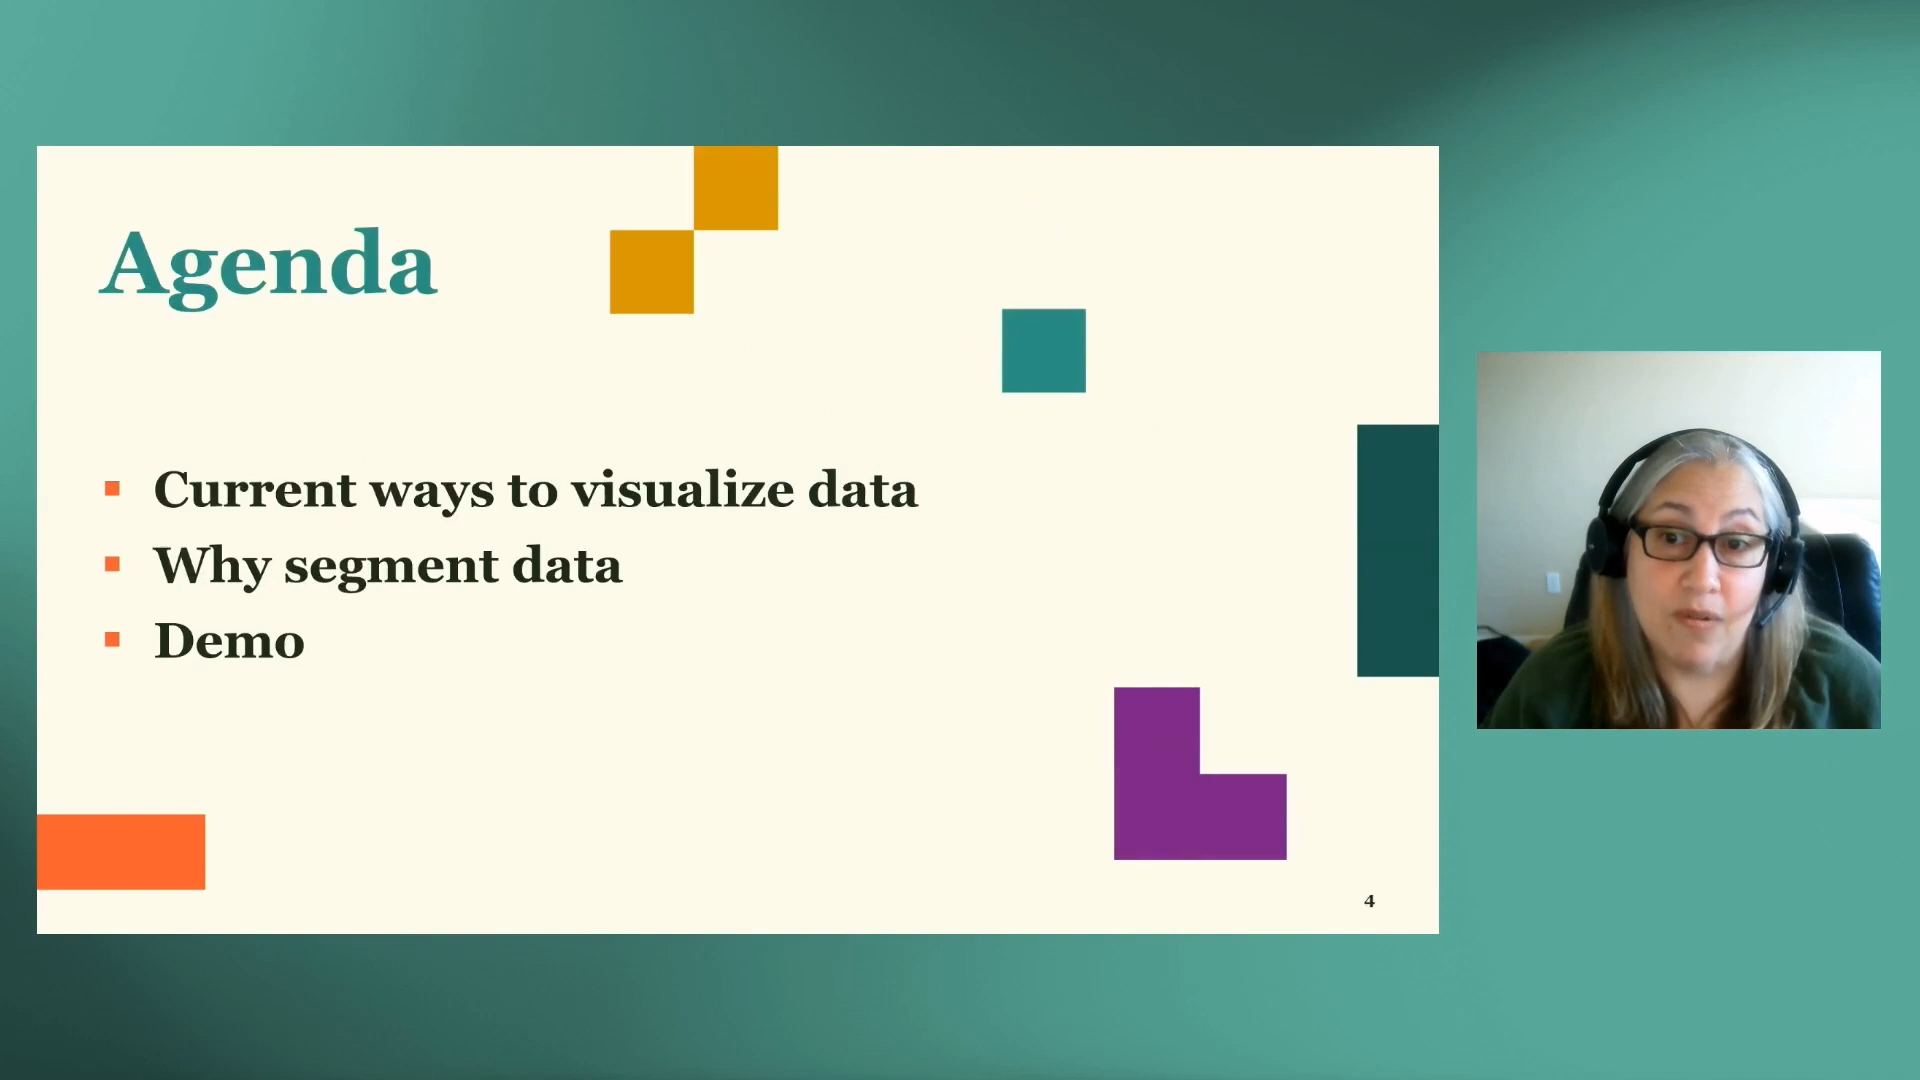 Agenda
Current ways to visualize data
Why segment data
Demo
4